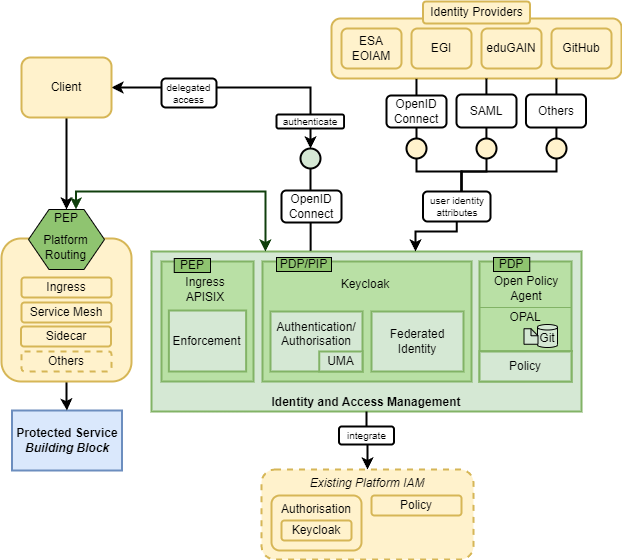 Identity Providers
ESA
EOIAM
EGI
eduGAIN
GitHub
Client
delegated
access
authenticate
OpenID
Connect
SAML
Others
OpenID
Connect
user identity
attributes
PEP
Platform
Routing
Ingress
Service Mesh
Sidecar
Others
Protected Service
Building Block
PEP
Ingress
APISIX
Enforcement
PDP/PIP
Keycloak
Authentication/
Authorisation
UMA
Federated
Identity
PDP
Open Policy
Agent
OPAL
Git
Policy
Identity and Access Management
integrate
Existing Platform IAM
Authorisation
Keycloak
Policy